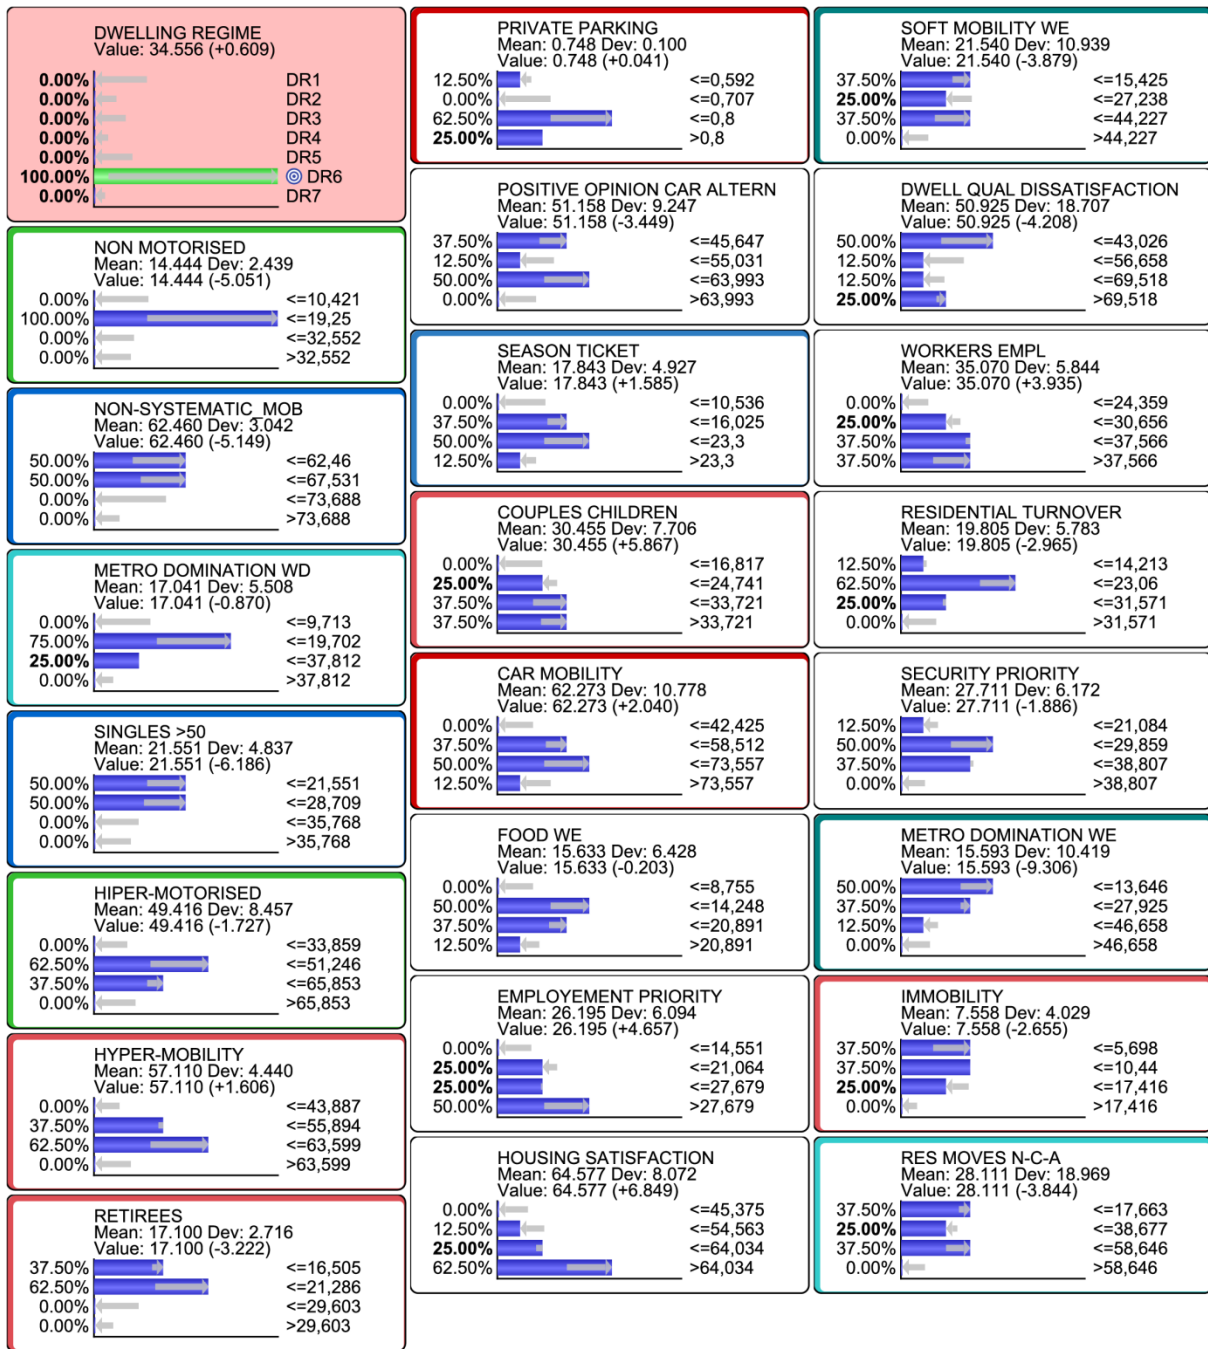 DWELLING REGIME
Value: 34.556 (+0.609)
0.00% DR1
0.00% DR2
0.00% DR3
0.00% DR4
0.00% DR5
100.00% DR6
0.00% DR7
NON MOTORISED
Mean: 14.444 Dev: 2.439
Value: 14.444 (-5.051)
0.00% <=10,421
100.00% <=19,25
0.00% <=32,552
0.00% >32,552
NON-SYSTEMATIC_MOB
Mean: 62.460 Dev: 3.042
Value: 62.460 (-5.149)
50.00% <=62,46
50.00% <=67,531
0.00% <=73,688
0.00% >73,688
METRO DOMINATION WD
Mean: 17.041 Dev: 5.508
Value: 17.041 (-0.870)
0.00% <=9,713
75.00% <=19,702
25.00% <=37,812
0.00% >37,812
SINGLES >50
Mean: 21.551 Dev: 4.837
Value: 21.551 (-6.186)
50.00% <=21,551
50.00% <=28,709
0.00% <=35,768
0.00% >35,768
HIPER-MOTORISED
Mean: 49.416 Dev: 8.457
Value: 49.416 (-1.727)
0.00% <=33,859
62.50% <=51,246
37.50% <=65,853
0.00% >65,853
HYPER-MOBILITY
Mean: 57.110 Dev: 4.440
Value: 57.110 (+1.606)
0.00% <=43,887
37.50% <=55,894
62.50% <=63,599
0.00% >63,599
RETIREES
Mean: 17.100 Dev: 2.716
Value: 17.100 (-3.222)
37.50% <=16,505
62.50% <=21,286
0.00% <=29,603
0.00% >29,603
PRIVATE PARKING
Mean: 0.748 Dev: 0.100
Value: 0.748 (+0.041)
12.50% <=0,592
0.00% <=0,707
62.50% <=0,8
25.00% >0,8
POSITIVE OPINION CAR ALTERN
Mean: 51.158 Dev: 9.247
Value: 51.158 (-3.449)
37.50% <=45,647
12.50% <=55,031
50.00% <=63,993
0.00% >63,993
SEASON TICKET
Mean: 17.843 Dev: 4.927
Value: 17.843 (+1.585)
0.00% <=10,536
37.50% <=16,025
50.00% <=23,3
12.50% >23,3
COUPLES CHILDREN
Mean: 30.455 Dev: 7.706
Value: 30.455 (+5.867)
0.00% <=16,817
25.00% <=24,741
37.50% <=33,721
37.50% >33,721
CAR MOBILITY
Mean: 62.273 Dev: 10.778
Value: 62.273 (+2.040)
0.00% <=42,425
37.50% <=58,512
50.00% <=73,557
12.50% >73,557
FOOD WE
Mean: 15.633 Dev: 6.428
Value: 15.633 (-0.203)
0.00% <=8,755
50.00% <=14,248
37.50% <=20,891
12.50% >20,891
EMPLOYEMENT PRIORITY
Mean: 26.195 Dev: 6.094
Value: 26.195 (+4.657)
0.00% <=14,551
25.00% <=21,064
25.00% <=27,679
50.00% >27,679
HOUSING SATISFACTION
Mean: 64.577 Dev: 8.072
Value: 64.577 (+6.849)
0.00% <=45,375
12.50% <=54,563
25.00% <=64,034
62.50% >64,034
SOFT MOBILITY WE
Mean: 21.540 Dev: 10.939
Value: 21.540 (-3.879)
37.50% <=15,425
25.00% <=27,238
37.50% <=44,227
0.00% >44,227
DWELL QUAL DISSATISFACTION
Mean: 50.925 Dev: 18.707
Value: 50.925 (-4.208)
50.00% <=43,026
12.50% <=56,658
12.50% <=69,518
25.00% >69,518
WORKERS EMPL
Mean: 35.070 Dev: 5.844
Value: 35.070 (+3.935)
0.00% <=24,359
25.00% <=30,656
37.50% <=37,566
37.50% >37,566
RESIDENTIAL TURNOVER
Mean: 19.805 Dev: 5.783
Value: 19.805 (-2.965)
12.50% <=14,213
62.50% <=23,06
25.00% <=31,571
0.00% >31,571
SECURITY PRIORITY
Mean: 27.711 Dev: 6.172
Value: 27.711 (-1.886)
12.50% <=21,084
50.00% <=29,859
37.50% <=38,807
0.00% >38,807
METRO DOMINATION WE
Mean: 15.593 Dev: 10.419
Value: 15.593 (-9.306)
50.00% <=13,646
37.50% <=27,925
12.50% <=46,658
0.00% >46,658
IMMOBILITY
Mean: 7.558 Dev: 4.029
Value: 7.558 (-2.655)
37.50% <=5,698
37.50% <=10,44
25.00% <=17,416
0.00% >17,416
RES MOVES N-C-A
Mean: 28.111 Dev: 18.969
Value: 28.111 (-3.844)
37.50% <=17,663
25.00% <=38,677
37.50% <=58,646
0.00% >58,646